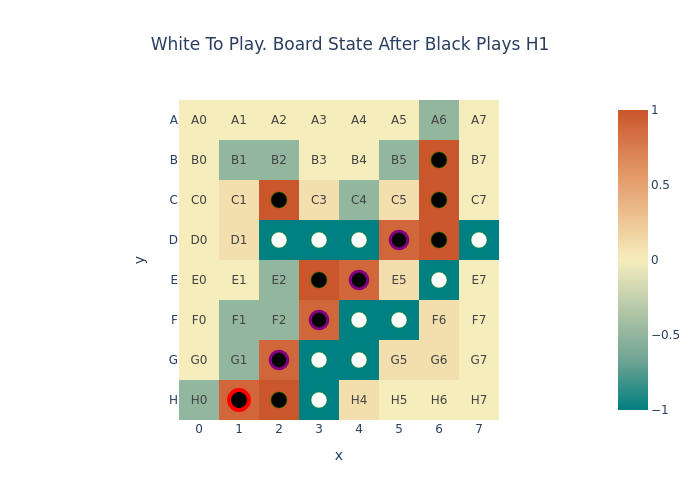 White To Play. Board State After Black Plays H1
A A0 A1 A2 A3 A4 A5 A6 A7
B B0 B1 B2 B3 B4 B5 B7
C C0 C1 C3 C4 C5 C7
D D0 D1
E E0 E1 E2 E5 E7
F F0 F1 F2 F6 F7
G G0 G1 G5 G6 G7
H H0 H4 H5 H6 H7
0 1 2 3 4 5 6 7
x
y
1
0.5
0
−0.5
−1